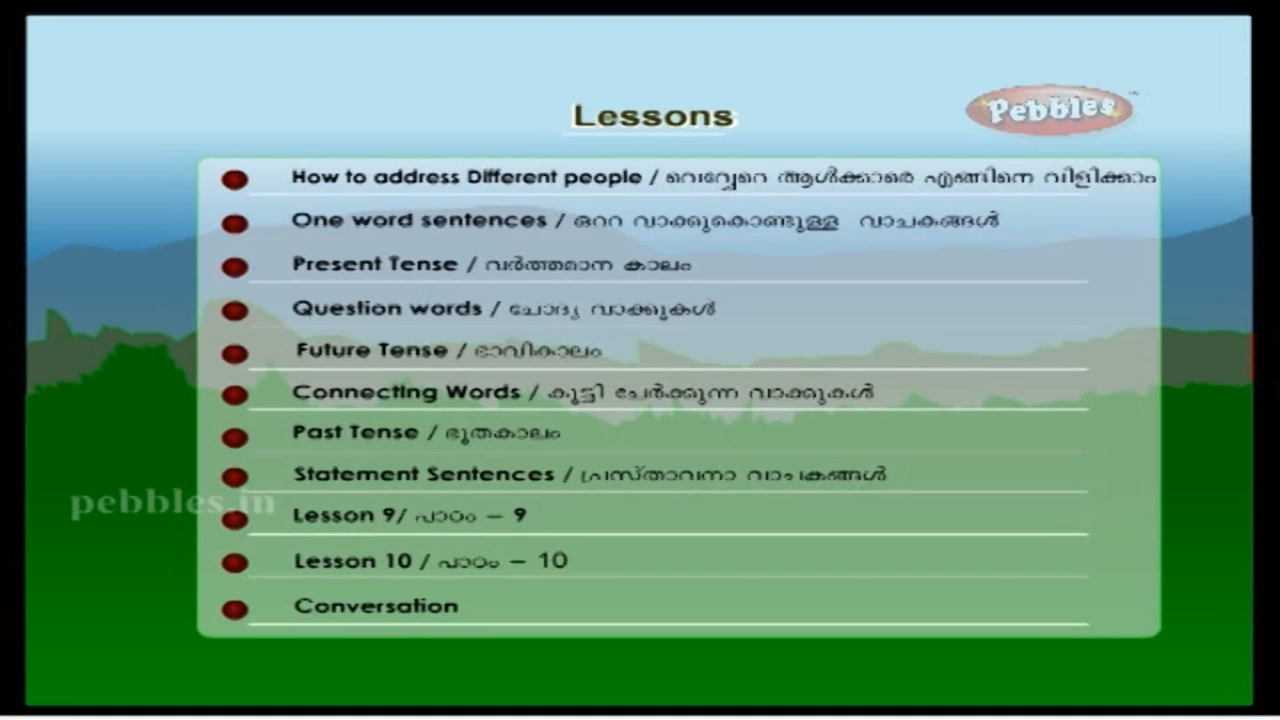 Lessons
Pebbles™
How to address Different people / വെവ്വേറെ ആൾക്കാരെ എങ്ങിനെ വിളിക്കാം
One word sentences / ഒററ വാക്കുകൊണ്ടുള്ള വാചകങ്ങൾ
Present Tense / വർത്തമാന കാലം
Question words / ചോദ്യ വാക്കുകൾ
Future Tense / ഭാവികാലം
Connecting Words / കൂട്ടി ചേർക്കുന്ന വാക്കുകൾ
Past Tense / ഭൂതകാലം
Statement Sentences / പ്രസ്താവനാ വാചകങ്ങൾ
Lesson 9/ പാഠം – 9
Lesson 10 / പാഠം – 10
Conversation
pebbles.in